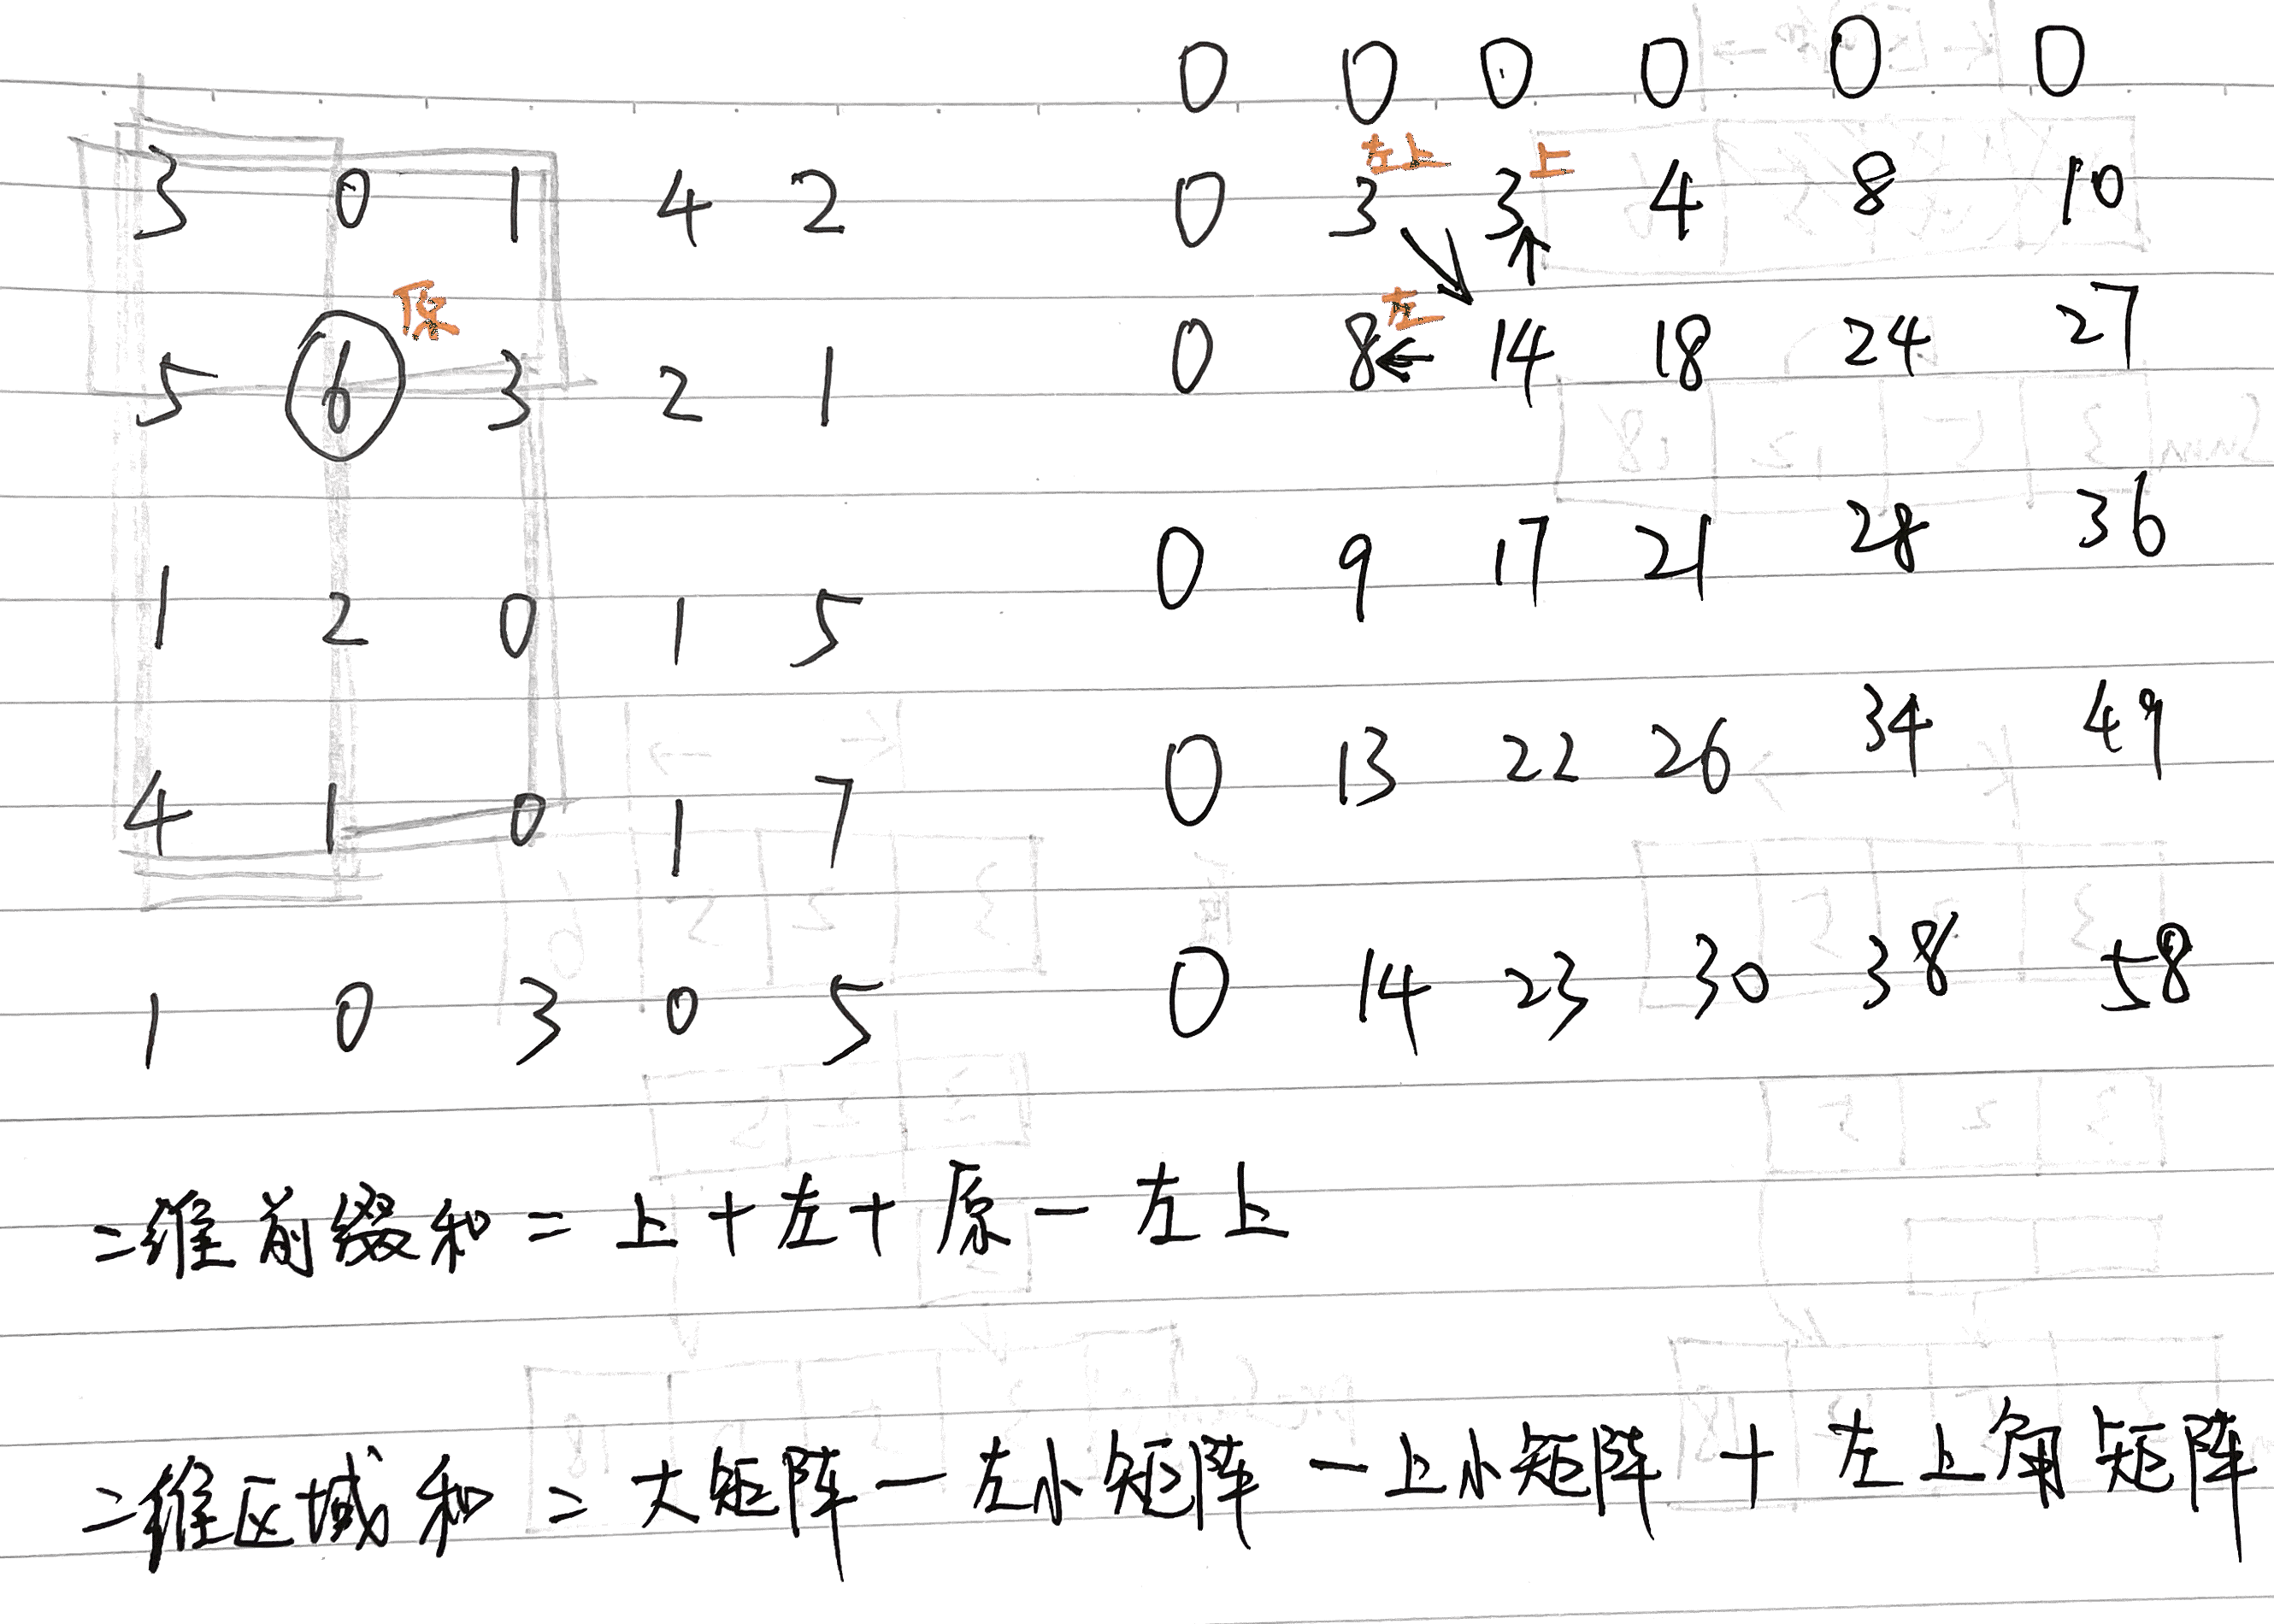 0 0 0 0 0 0
3 0 1 4 2 0 3 左上 3 上 4 8 10
5 6 原 3 2 1 0 8 左 14 18 24 27
1 2 0 1 5 0 9 17 21 28 36
4 1 0 1 7 0 13 22 26 34 49
1 0 3 0 5 0 14 23 30 38 58
二维前缀和 = 上 + 左 + 原 - 左上
二维区域和 = 大矩阵 - 左小矩阵 - 上小矩阵 + 左上角矩阵